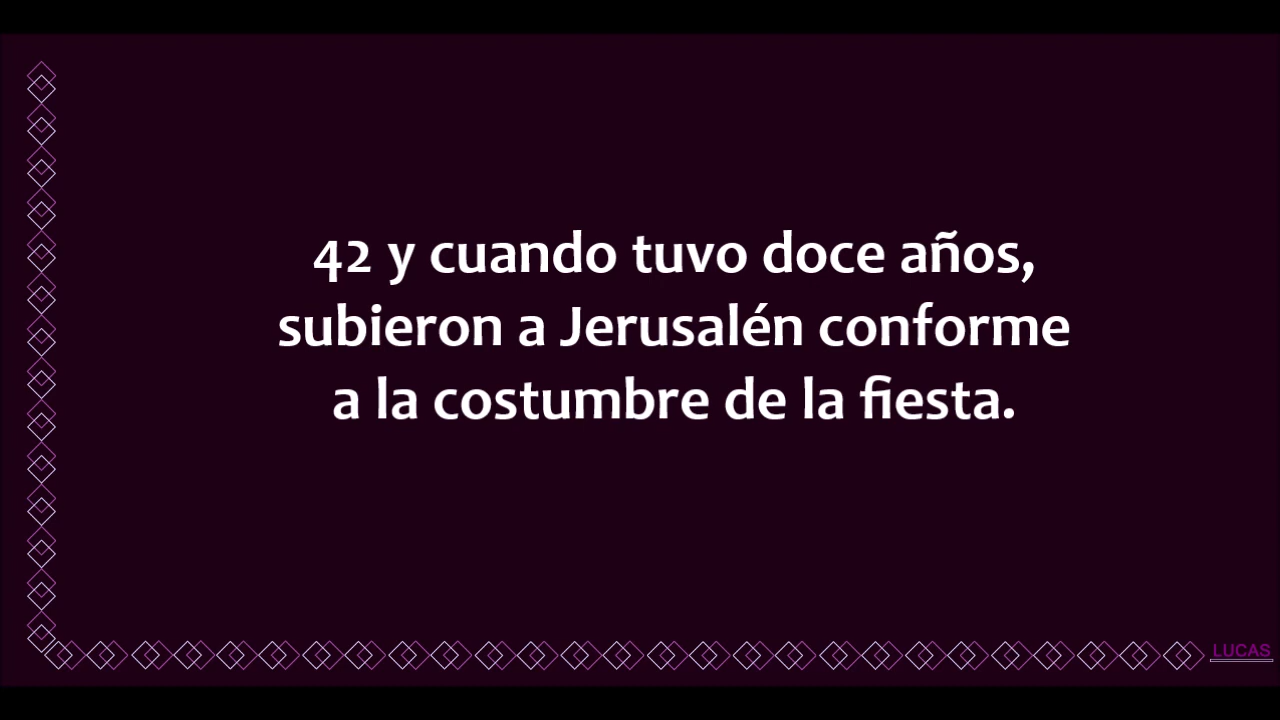 42 y cuando tuvo doce años,
subieron a Jerusalén conforme
a la costumbre de la fiesta.
LUCAS